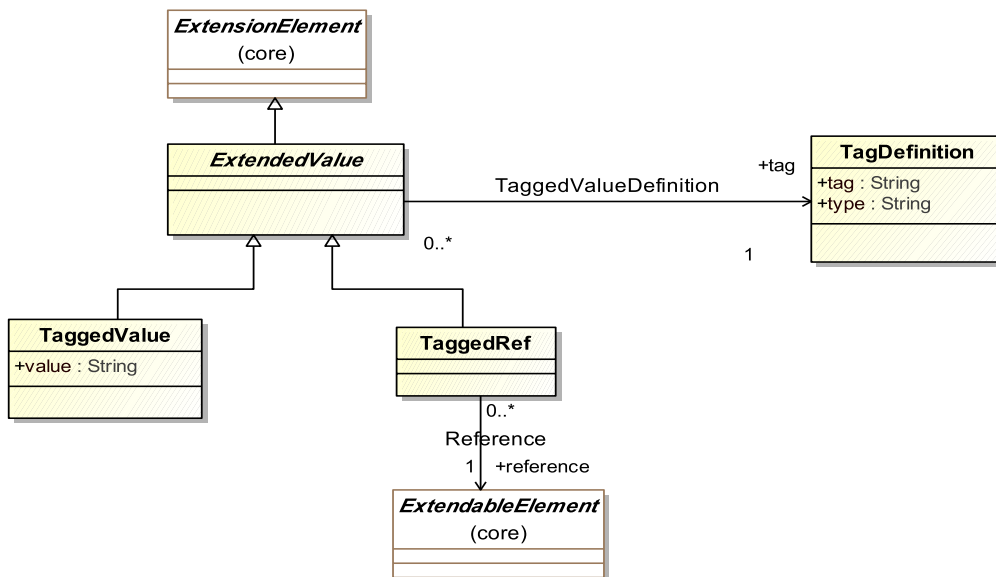 ExtensionElement
(core)
ExtendedValue
TaggedValueDefinition
+tag
TagDefinition
+tag : String
+type : String
0..*
1
TaggedValue
+value : String
TaggedRef
0..*
Reference
1 +reference
ExtendableElement
(core)